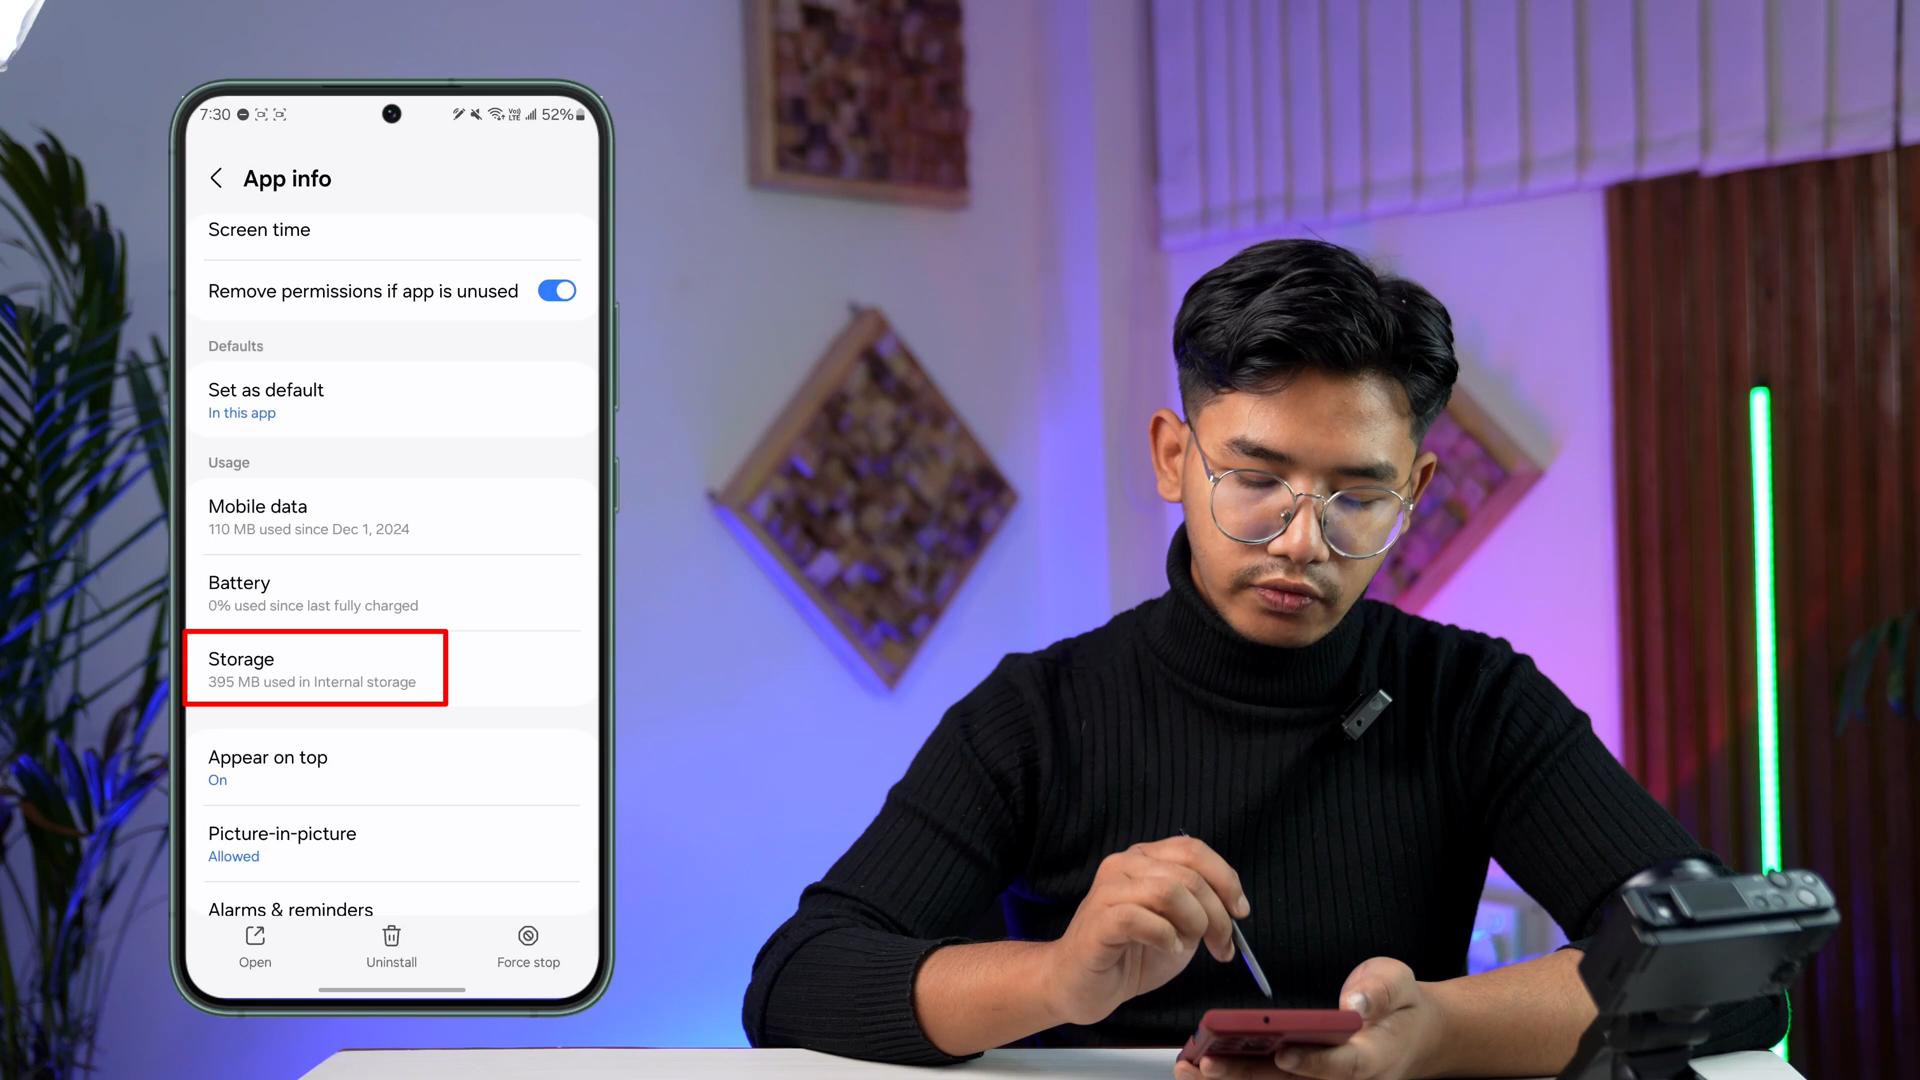 7:30 Vo) LTE 52%
App info
Screen time
Remove permissions if app is unused
Defaults
Set as default
In this app
Usage
Mobile data
110 MB used since Dec 1, 2024
Battery
0% used since last fully charged
Storage
395 MB used in Internal storage
Appear on top
On
Picture-in-picture
Allowed
Alarms & reminders
Open Uninstall Force stop